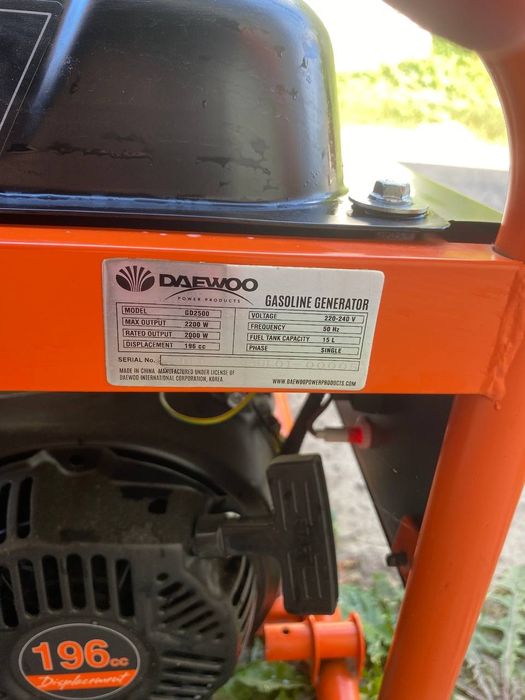 DAEWOO
POWER PRODUCTS
GASOLINE GENERATOR
MODEL GD2500
MAX OUTPUT 2200 W
RATED OUTPUT 2000 W
DISPLACEMENT 196 cc
VOLTAGE 220-240 V
FREQUENCY 50 Hz
FUEL TANK CAPACITY 15 L
PHASE SINGLE
SERIAL No.
MADE IN CHINA. MANUFACTURED UNDER LICENSE OF
DAEWOO INTERNATIONAL CORPORATION, KOREA.
WWW.DAEWOOPOWERPRODUCTS.COM
196cc
Displacement